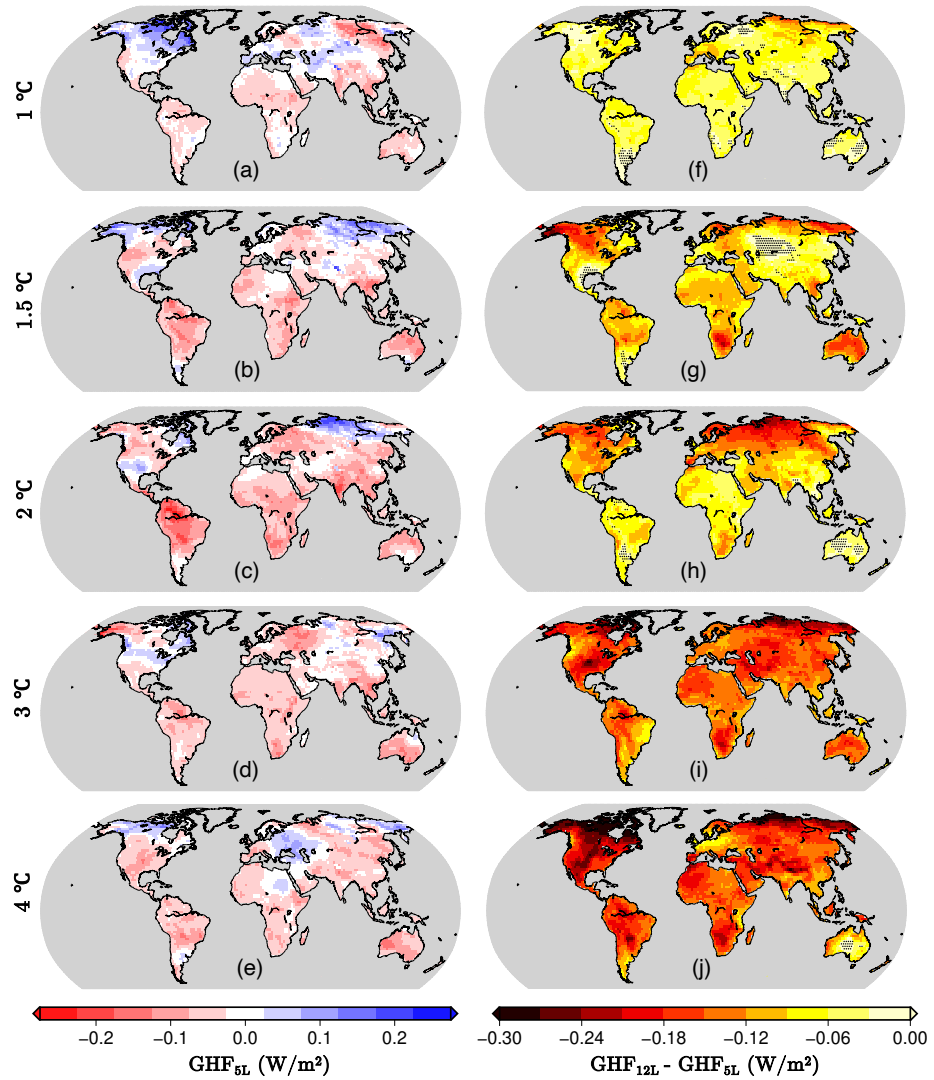 1 °C
(a)
(f)
1.5 °C
(b)
(g)
2 °C
(c)
(h)
3 °C
(d)
(i)
4 °C
(e)
(j)
−0.2 −0.1 0.0 0.1 0.2
GHF₅L (W/m²)
−0.30 −0.24 −0.18 −0.12 −0.06 0.00
GHF₁₂L - GHF₅L (W/m²)